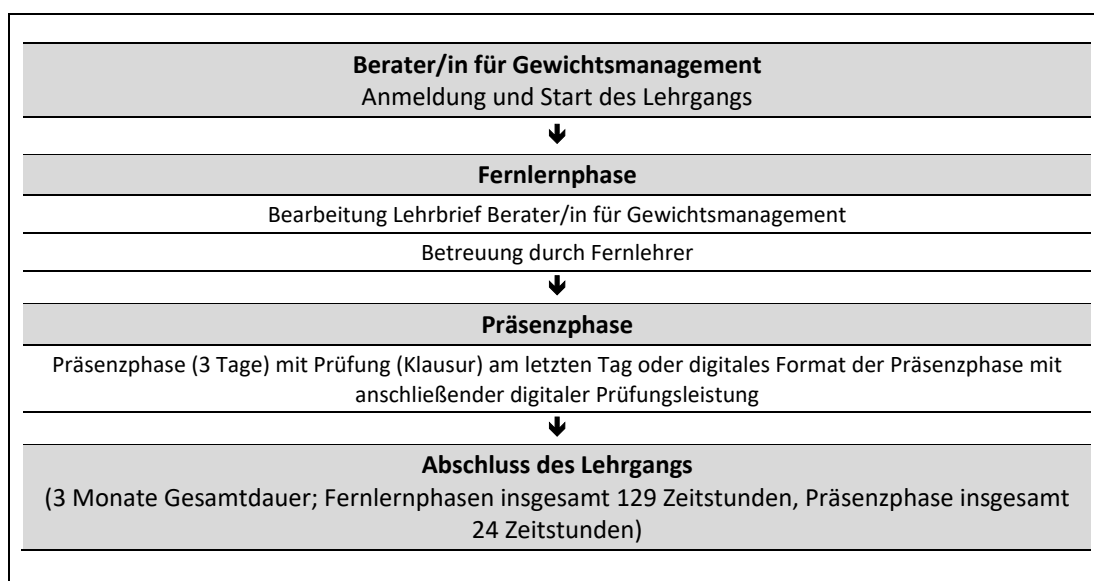 Berater/in für Gewichtsmanagement
Anmeldung und Start des Lehrgangs
Fernlernphase
Bearbeitung Lehrbrief Berater/in für Gewichtsmanagement
Betreuung durch Fernlehrer
Präsenzphase
Präsenzphase (3 Tage) mit Prüfung (Klausur) am letzten Tag oder digitales Format der Präsenzphase mit
anschließender digitaler Prüfungsleistung
Abschluss des Lehrgangs
(3 Monate Gesamtdauer; Fernlernphasen insgesamt 129 Zeitstunden, Präsenzphase insgesamt
24 Zeitstunden)